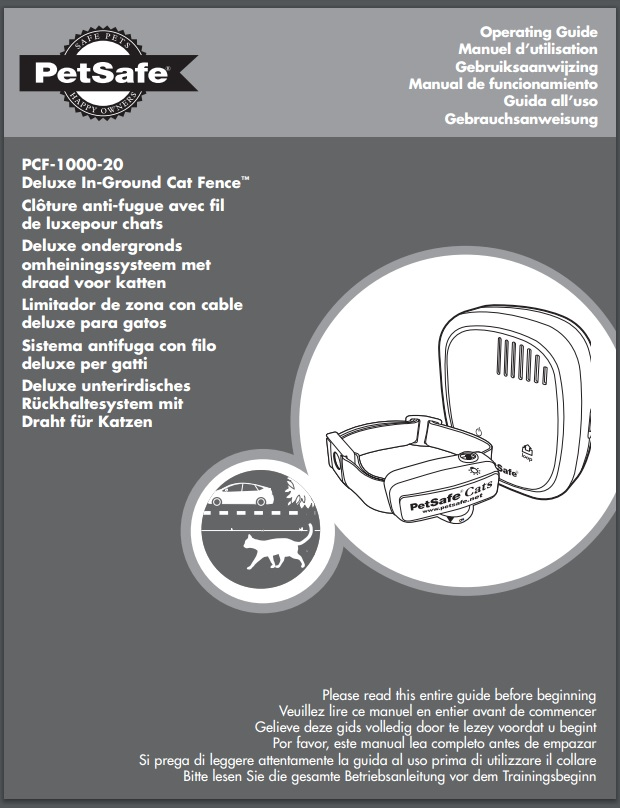 SAFE PETS
PetSafe®
HAPPY OWNERS
Operating Guide
Manuel d'utilisation
Gebruiksaanwijzing
Manual de funcionamiento
Guida all'uso
Gebrauchsanweisung
PCF-1000-20
Deluxe In-Ground Cat Fence™
Clôture anti-fugue avec fil
de luxepour chats
Deluxe ondergronds
omheiningssysteem met
draad voor katten
Limitador de zona con cable
deluxe para gatos
Sistema antifuga con filo
deluxe per gatti
Deluxe unterirdisches
Rückhaltesystem mit
Draht für Katzen
Safe®
PetSafe® Cats
www.petsafe.net
Please read this entire guide before beginning
Veuillez lire ce manuel en entier avant de commencer
Gelieve deze gids volledig door te lezey voordat u begint
Por favor, este manual lea completo antes de empazar
Si prega di leggere attentamente la guida al uso prima di utilizzare il collare
Bitte lesen Sie die gesamte Betriebsanleitung vor dem Trainingsbeginn